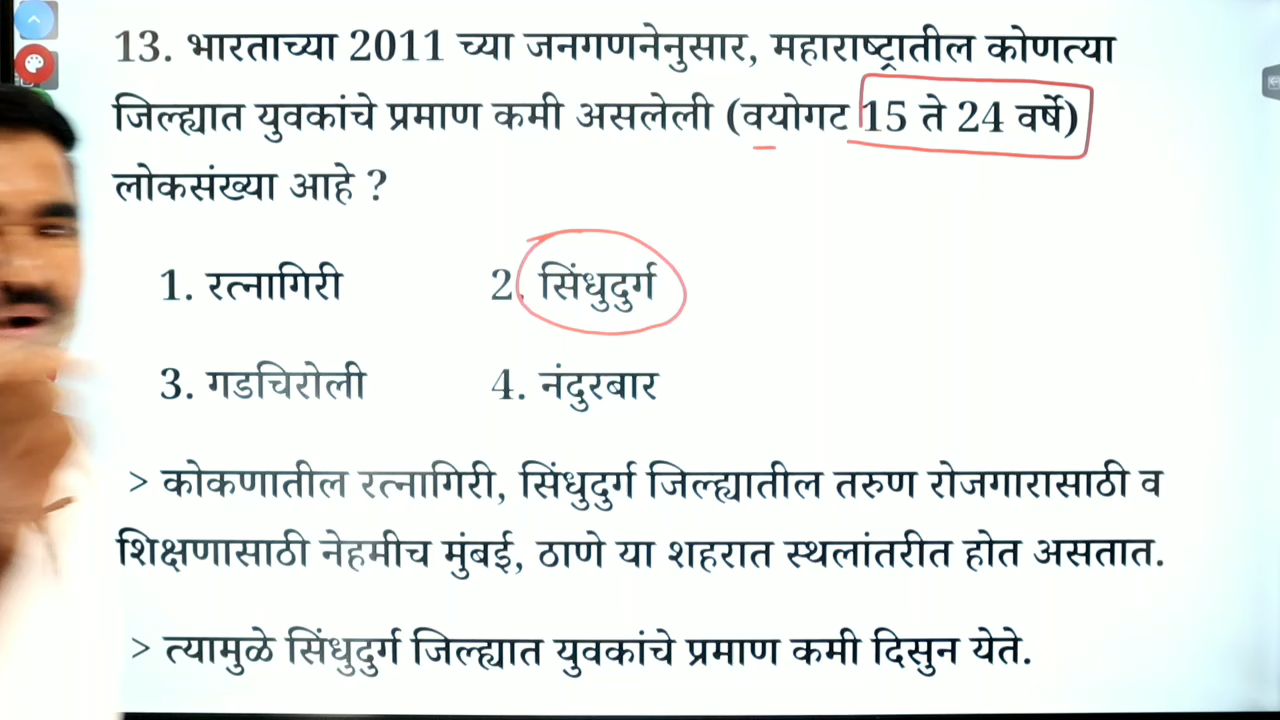 13. भारताच्या 2011 च्या जनगणनेनुसार, महाराष्ट्रातील कोणत्या
जिल्ह्यात युवकांचे प्रमाण कमी असलेली (वयोगट 15 ते 24 वर्षे)
लोकसंख्या आहे ?
1. रत्नागिरी 2. सिंधुदुर्ग
3. गडचिरोली 4. नंदुरबार
> कोकणातील रत्नागिरी, सिंधुदुर्ग जिल्ह्यातील तरुण रोजगारासाठी व
शिक्षणासाठी नेहमीच मुंबई, ठाणे या शहरात स्थलांतरीत होत असतात.
> त्यामुळे सिंधुदुर्ग जिल्ह्यात युवकांचे प्रमाण कमी दिसुन येते.